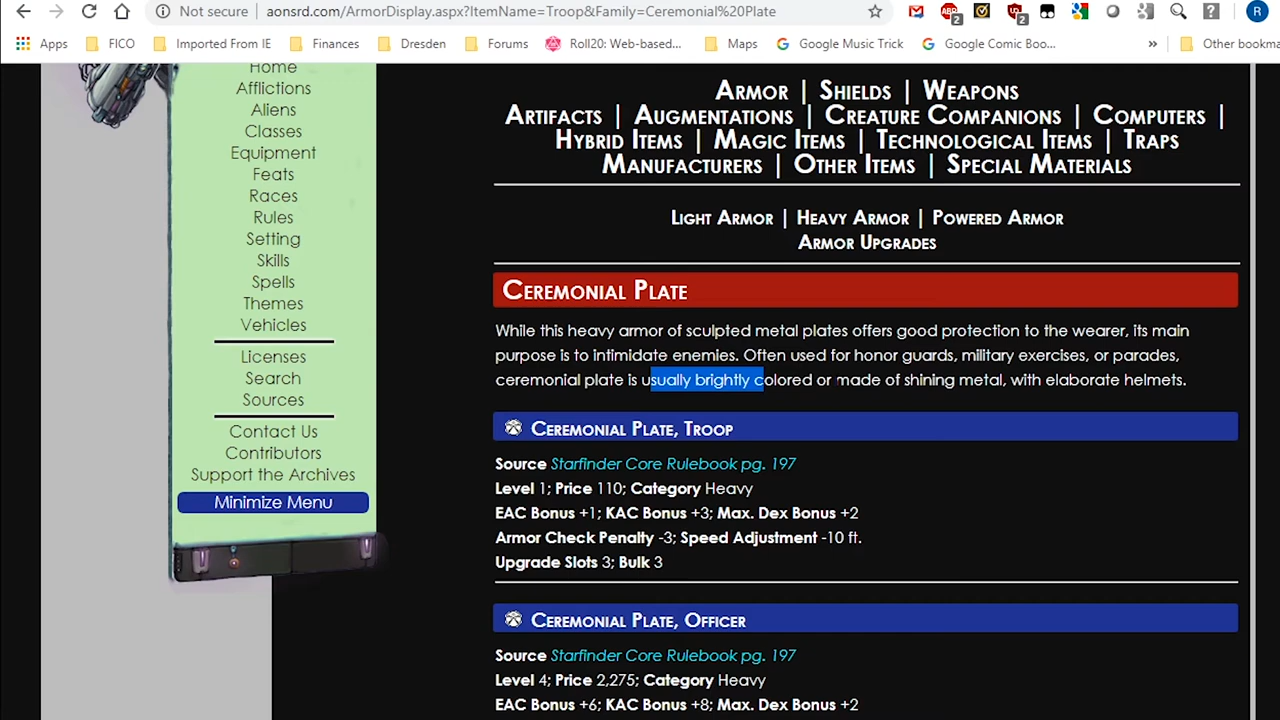 Not secure | aonsrd.com/ArmorDisplay.aspx?ItemName=Troop&Family=Ceremonial%20Plate
2 2 R
Apps FICO Imported From IE Finances Dresden Forums Roll20: Web-based... Maps Google Music Trick Google Comic Boo... » Other bookma
Home
Afflictions
Aliens
Classes
Equipment
Feats
Races
Rules
Setting
Skills
Spells
Themes
Vehicles
Licenses
Search
Sources
Contact Us
Contributors
Support the Archives
Minimize Menu
Armor | Shields | Weapons
Artifacts | Augmentations | Creature Companions | Computers |
Hybrid Items | Magic Items | Technological Items | Traps
Manufacturers | Other Items | Special Materials
Light Armor | Heavy Armor | Powered Armor
Armor Upgrades
Ceremonial Plate
While this heavy armor of sculpted metal plates offers good protection to the wearer, its main
purpose is to intimidate enemies. Often used for honor guards, military exercises, or parades,
ceremonial plate is usually brightly colored or made of shining metal, with elaborate helmets.
Ceremonial Plate, Troop
Source Starfinder Core Rulebook pg. 197
Level 1; Price 110; Category Heavy
EAC Bonus +1; KAC Bonus +3; Max. Dex Bonus +2
Armor Check Penalty -3; Speed Adjustment -10 ft.
Upgrade Slots 3; Bulk 3
Ceremonial Plate, Officer
Source Starfinder Core Rulebook pg. 197
Level 4; Price 2,275; Category Heavy
EAC Bonus +6; KAC Bonus +8; Max. Dex Bonus +2